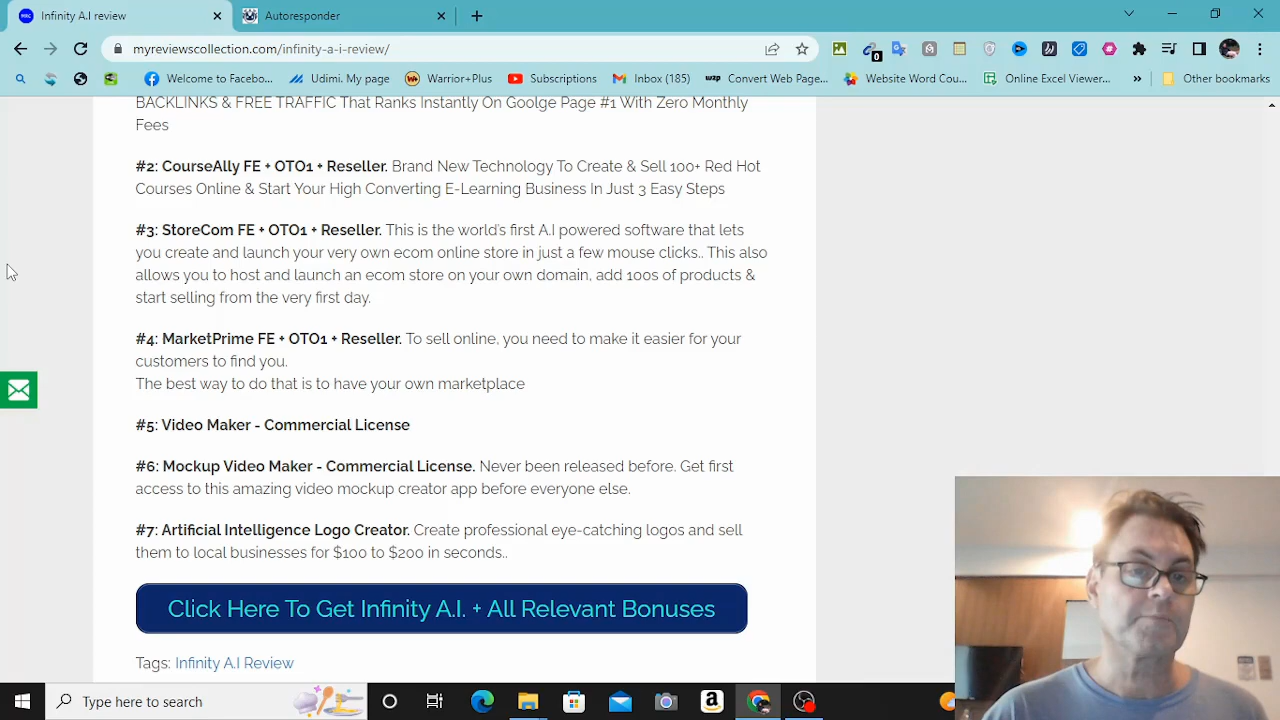 Infinity A.I review
Autoresponder
myreviewscollection.com/infinity-a-i-review/
0
Welcome to Facebo...
Udimi. My page
Warrior+Plus
Subscriptions
Inbox (185)
Convert Web Page...
Website Word Cou...
Online Excel Viewer...
Other bookmarks
BACKLINKS & FREE TRAFFIC That Ranks Instantly On Goolge Page #1 With Zero Monthly
Fees
#2: CourseAlly FE + OTO1 + Reseller. Brand New Technology To Create & Sell 100+ Red Hot
Courses Online & Start Your High Converting E-Learning Business In Just 3 Easy Steps
#3: StoreCom FE + OTO1 + Reseller. This is the world's first A.I powered software that lets
you create and launch your very own ecom online store in just a few mouse clicks.. This also
allows you to host and launch an ecom store on your own domain, add 100s of products &
start selling from the very first day.
#4: MarketPrime FE + OTO1 + Reseller. To sell online, you need to make it easier for your
customers to find you.
The best way to do that is to have your own marketplace
#5: Video Maker - Commercial License
#6: Mockup Video Maker - Commercial License. Never been released before. Get first
access to this amazing video mockup creator app before everyone else.
#7: Artificial Intelligence Logo Creator. Create professional eye-catching logos and sell
them to local businesses for $100 to $200 in seconds..
Click Here To Get Infinity A.I. + All Relevant Bonuses
Tags: Infinity A.I Review
Type here to search